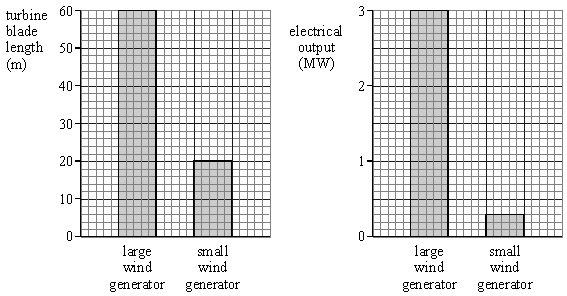 turbine
blade
length
(m)
60
50
40
30
20
10
0
large
wind
generator
small
wind
generator
electrical
output
(MW)
3
2
1
0
large
wind
generator
small
wind
generator